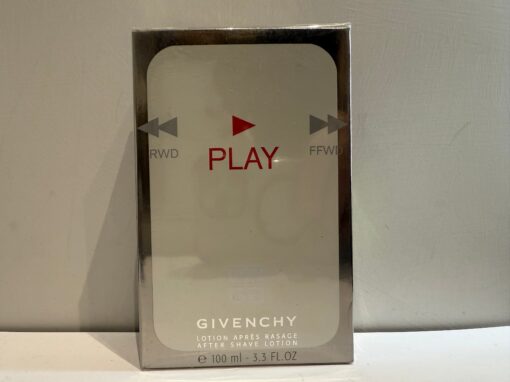 RWD
PLAY
FFWD
GIVENCHY
LOTION APRÈS RASAGE
AFTER SHAVE LOTION
℮ 100 ml - 3.3 FL.OZ